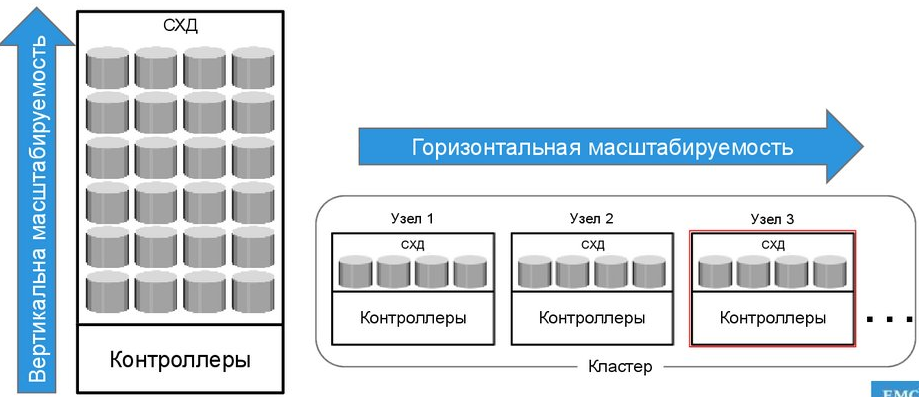 Вертикальна масштабируемость
СХД
Контроллеры
Горизонтальная масштабируемость
Узел 1
Узел 2
Узел 3
СХД
СХД
СХД
Контроллеры
Контроллеры
Контроллеры
...
Кластер
EMC